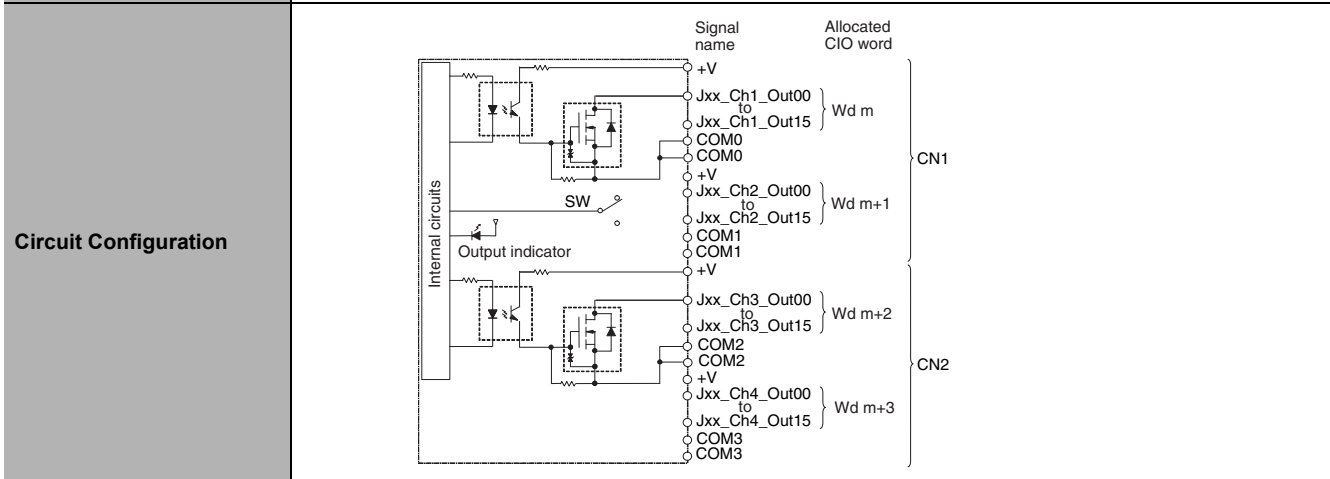 Circuit Configuration
Signal
name
Allocated
CIO word
Internal circuits
+V
Jxx_Ch1_Out00
to
Jxx_Ch1_Out15
Wd m
COM0
COM0
CN1
+V
Jxx_Ch2_Out00
to
Jxx_Ch2_Out15
Wd m+1
SW
COM1
COM1
Output indicator
+V
Jxx_Ch3_Out00
to
Jxx_Ch3_Out15
Wd m+2
COM2
COM2
CN2
+V
Jxx_Ch4_Out00
to
Jxx_Ch4_Out15
Wd m+3
COM3
COM3